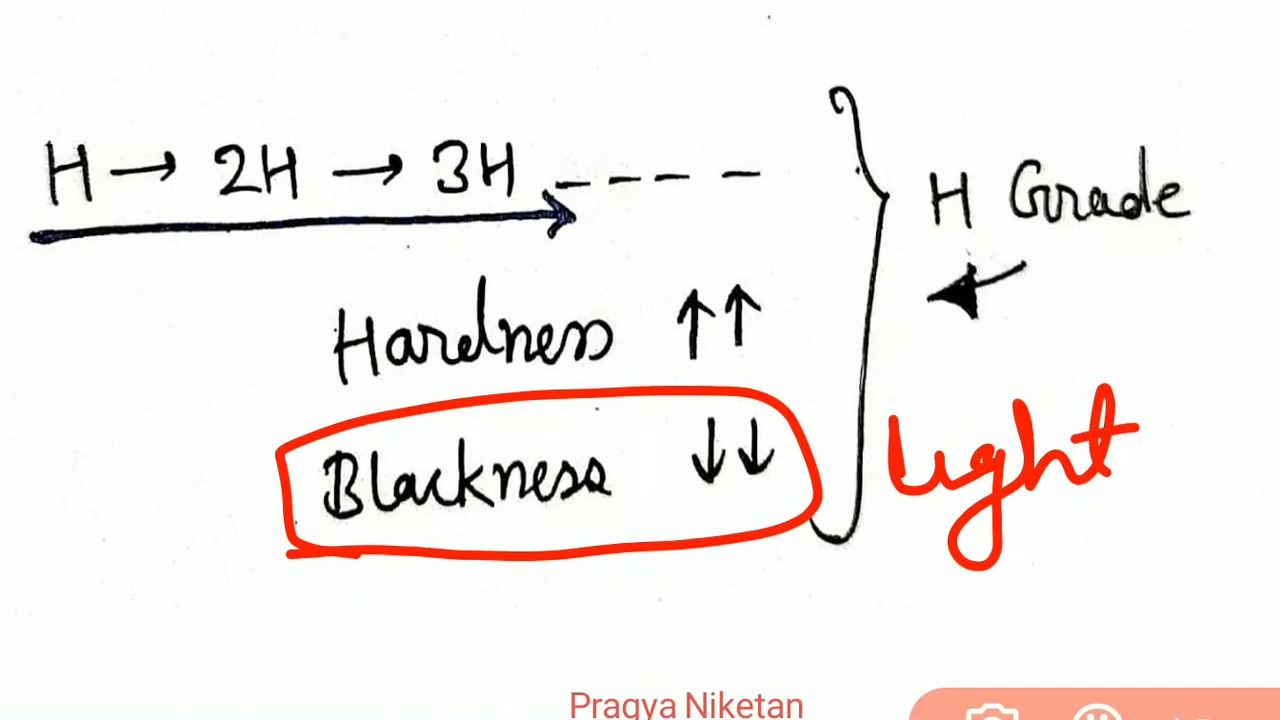 H → 2H → 3H - - - -
H Grade
Hardness ↑↑
Blackness ↓↓
Light
Pragya Niketan